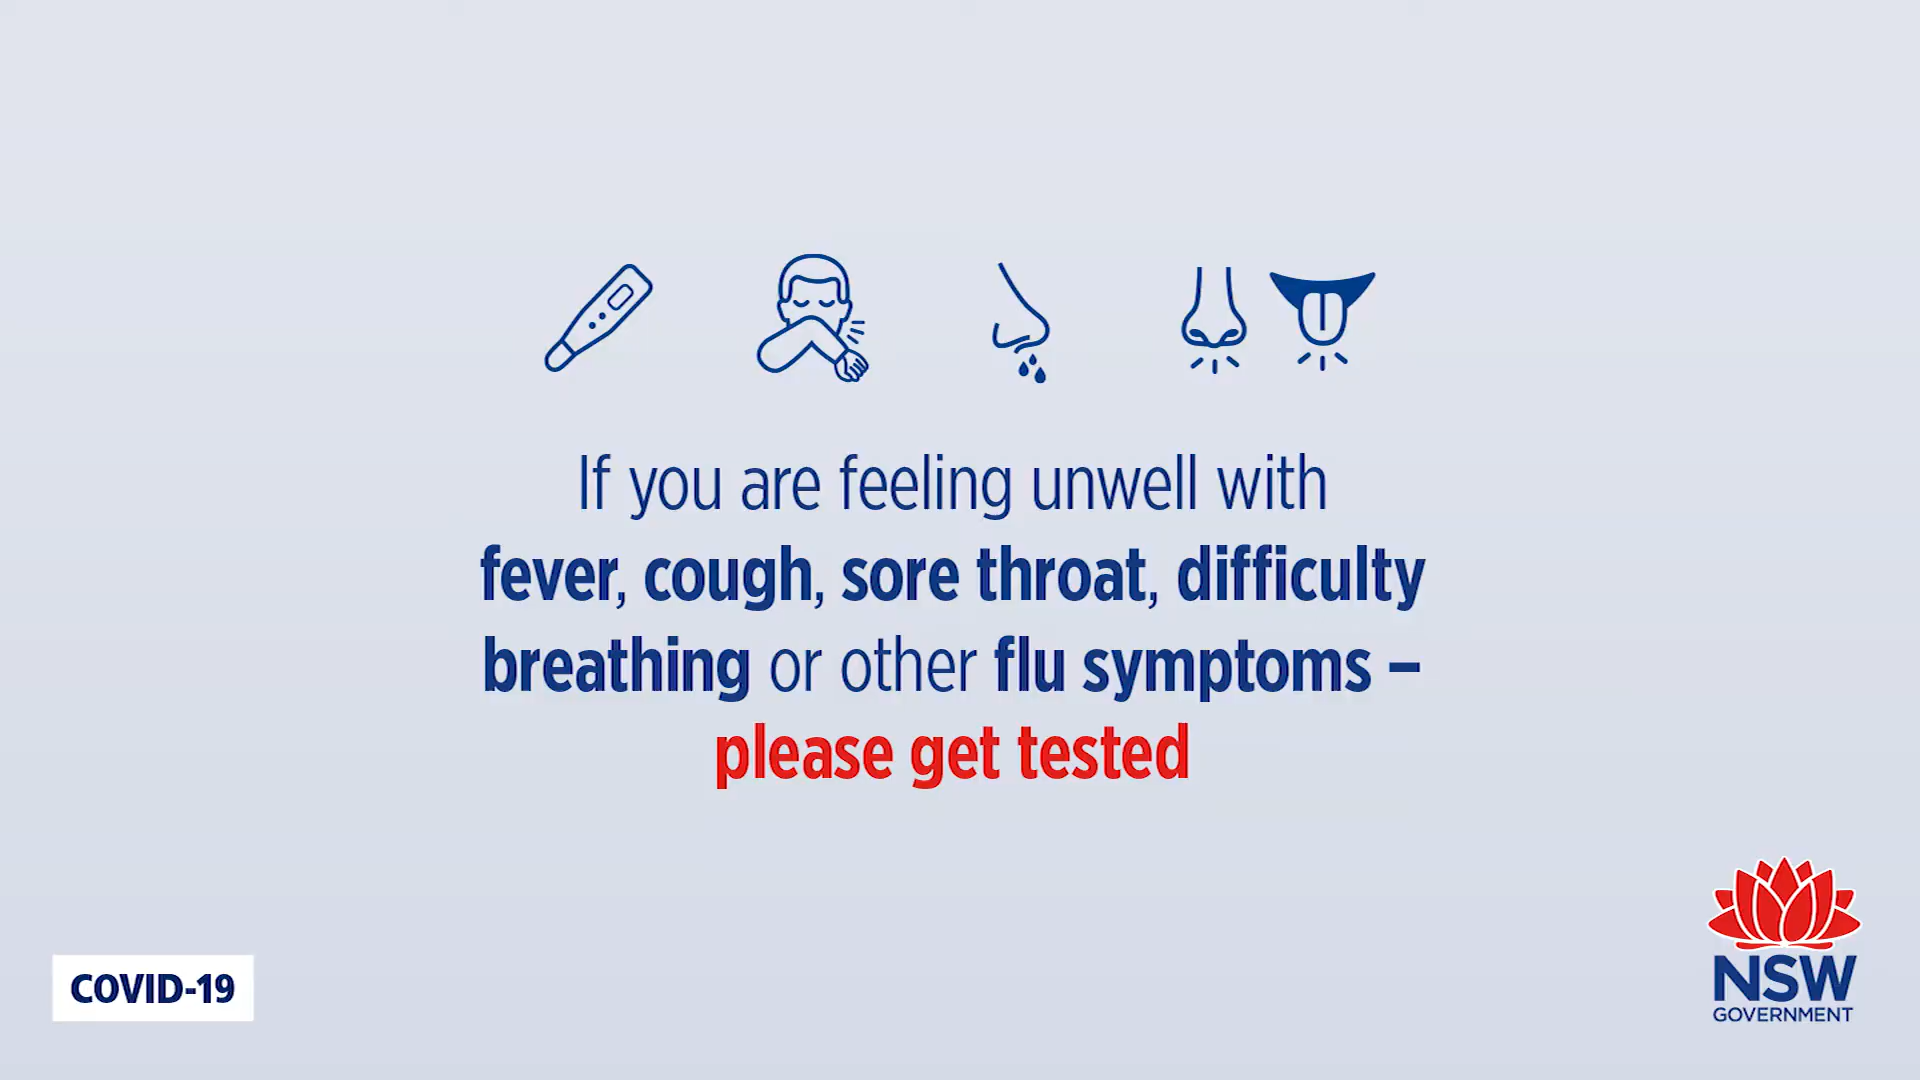 If you are feeling unwell with
fever, cough, sore throat, difficulty
breathing or other flu symptoms –
please get tested
COVID-19
NSW
GOVERNMENT